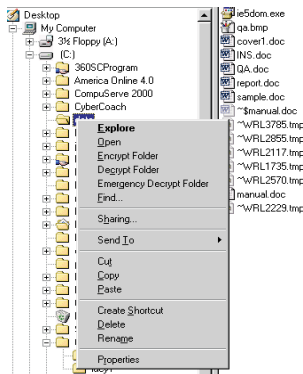 Desktop
My Computer
3½ Floppy (A:)
(C:)
360SCProgram
America Online 4.0
CompuServe 2000
CyberCoach
Explore
Open
Encrypt Folder
Decrypt Folder
Emergency Decrypt Folder
Find...
Sharing...
Send To
Cut
Copy
Paste
Create Shortcut
Delete
Rename
Properties
ie5dom.exe
qa.bmp
cover1.doc
INS.doc
QA.doc
report.doc
sample.doc
~$manual.doc
~WRL3785.tmp
~WRL2855.tmp
~WRL2117.tmp
~WRL1735.tmp
~WRL2570.tmp
manual.doc
~WRL2229.tmp